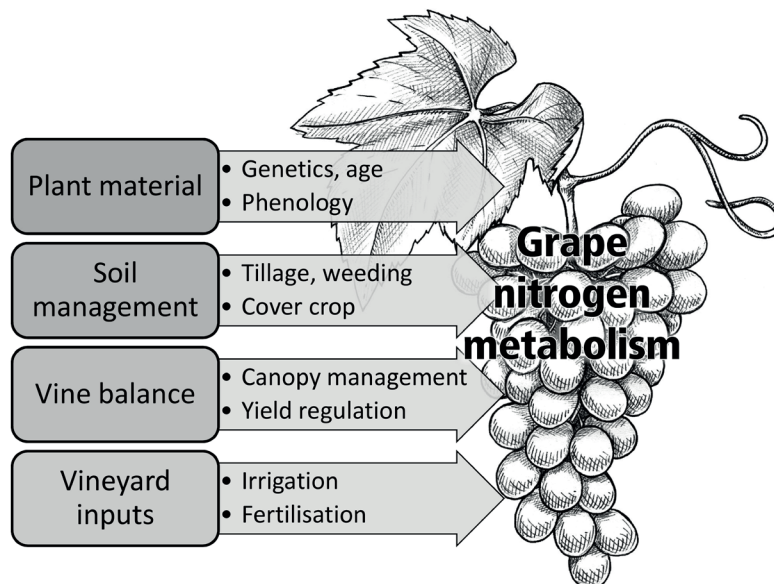 Plant material
• Genetics, age
• Phenology
Soil
management
• Tillage, weeding
• Cover crop
Vine balance
• Canopy management
• Yield regulation
Vineyard
inputs
• Irrigation
• Fertilisation
Grape
nitrogen
metabolism